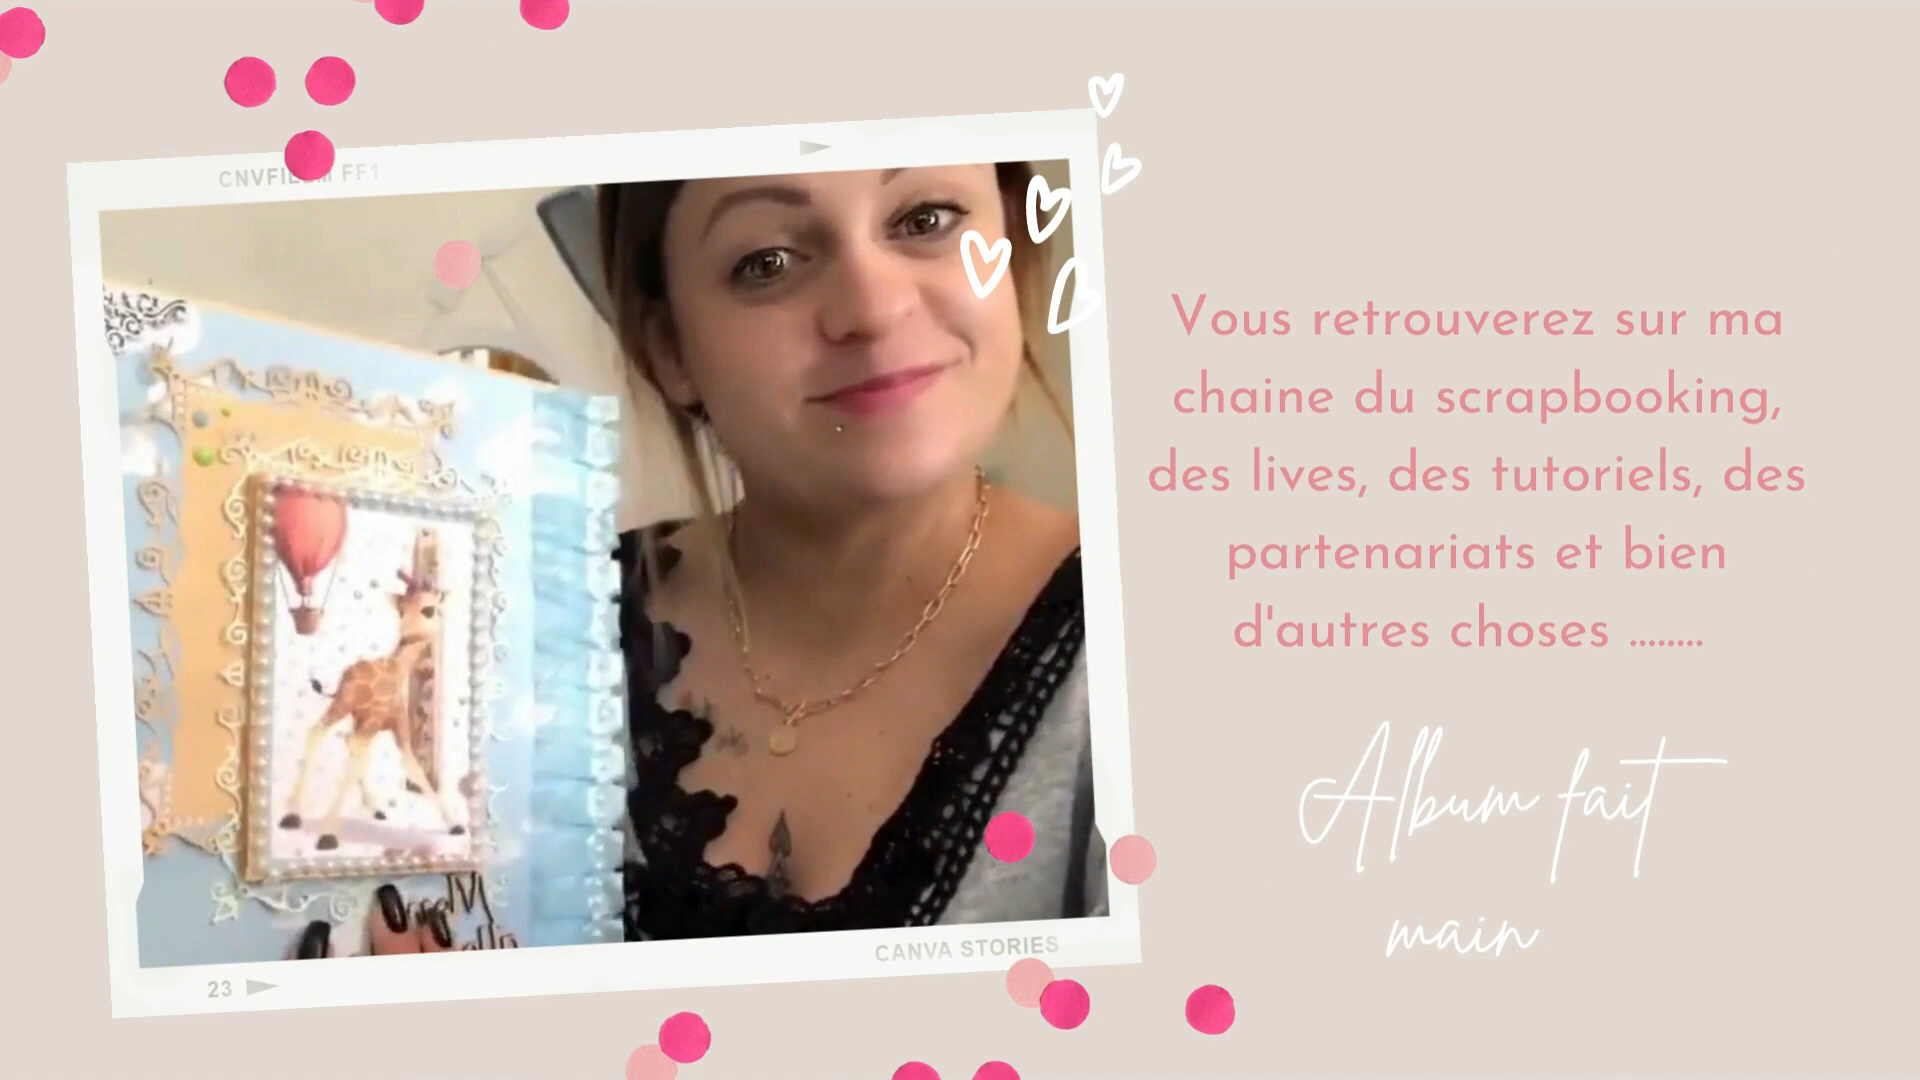 CNVFILM FF1
Vous retrouverez sur ma
chaine du scrapbooking,
des lives, des tutoriels, des
partenariats et bien
d'autres choses ........
Album fait
main
CANVA STORIES
23